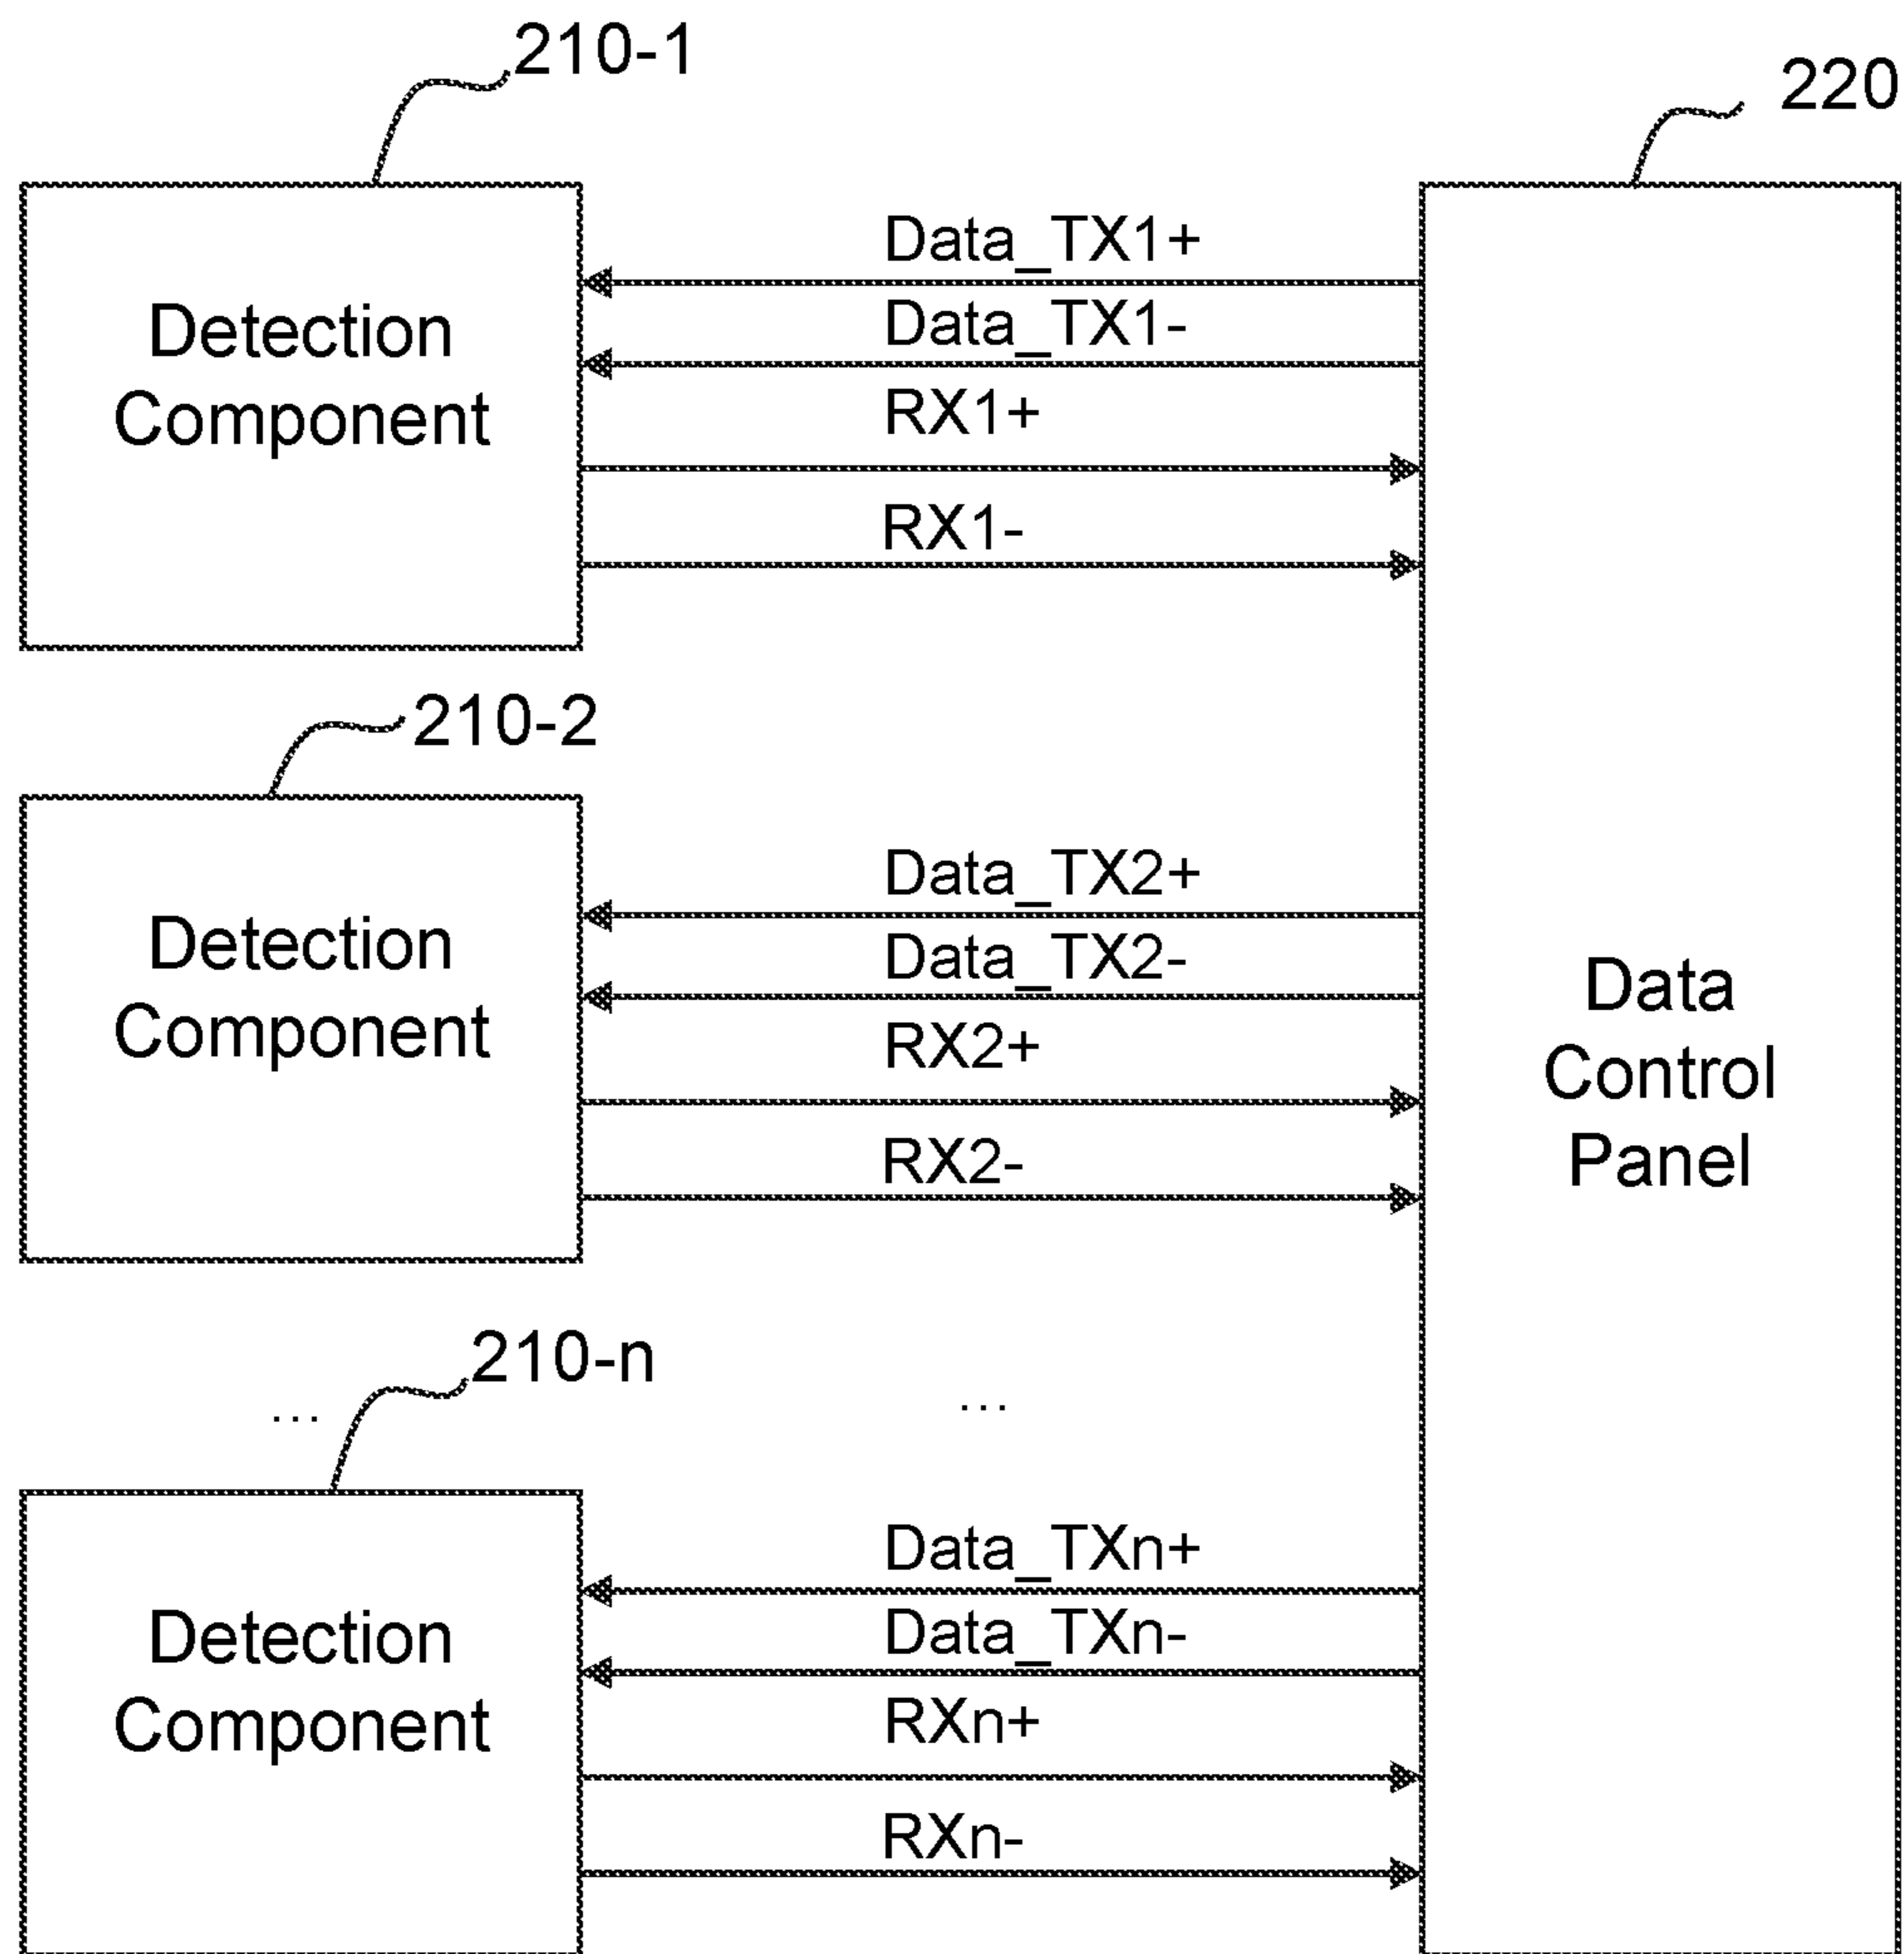 210-1
220
Detection
Component
Data_TX1+
Data_TX1-
RX1+
RX1-
210-2
Detection
Component
Data_TX2+
Data_TX2-
RX2+
RX2-
Data
Control
Panel
210-n
...
...
Detection
Component
Data_TXn+
Data_TXn-
RXn+
RXn-